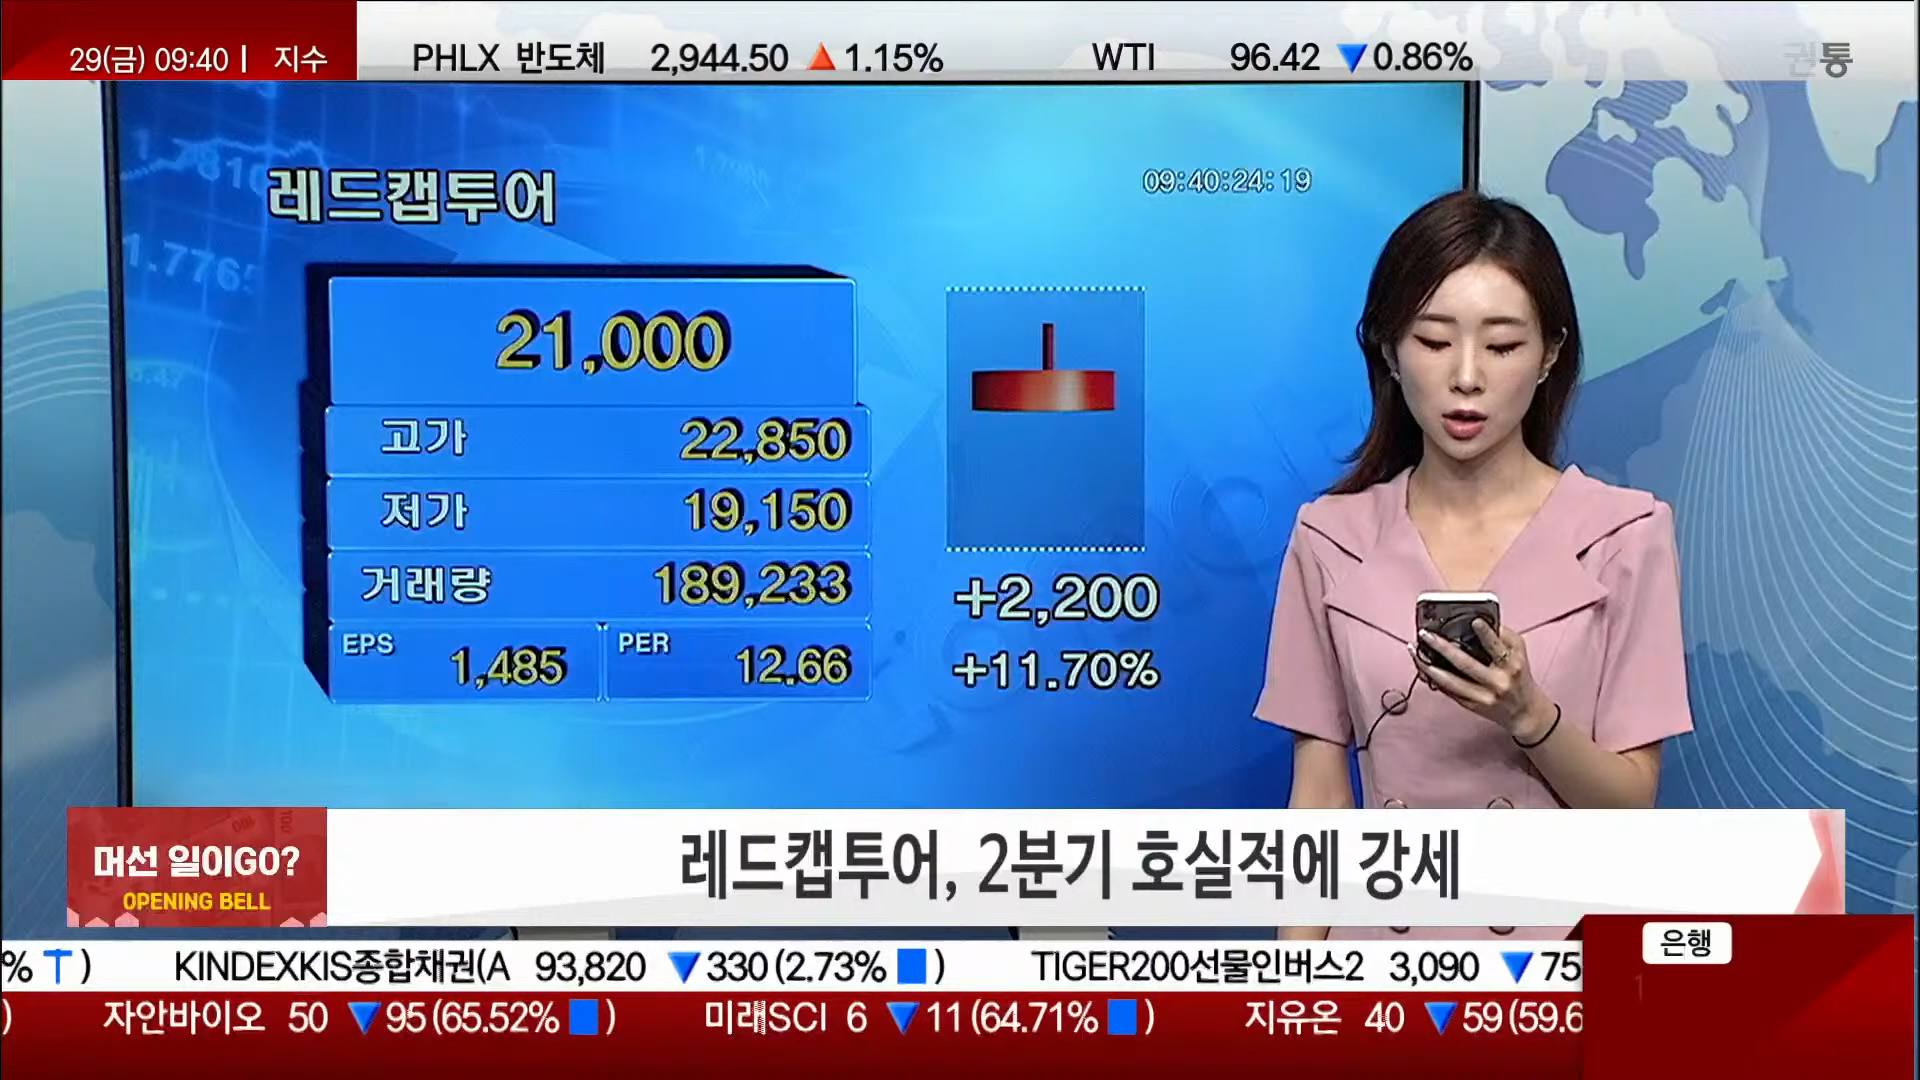 29(금) 09:40 | 지수 PHLX 반도체 2,944.50 ▲1.15% WTI 96.42 ▼0.86%
권통
레드캡투어
09:40:24:19
21,000
고가 22,850
저가 19,150
거래량 189,233
EPS 1,485 PER 12.66
+2,200
+11.70%
머선 일이GO?
OPENING BELL
레드캡투어, 2분기 호실적에 강세
은행
% ) KINDEXKIS종합채권(A 93,820 ▼330(2.73% ) TIGER200선물인버스2 3,090 ▼75
) 자안바이오 50 ▼95(65.52% ) 미래SCI 6 ▼11(64.71% ) 지유온 40 ▼59(59.6